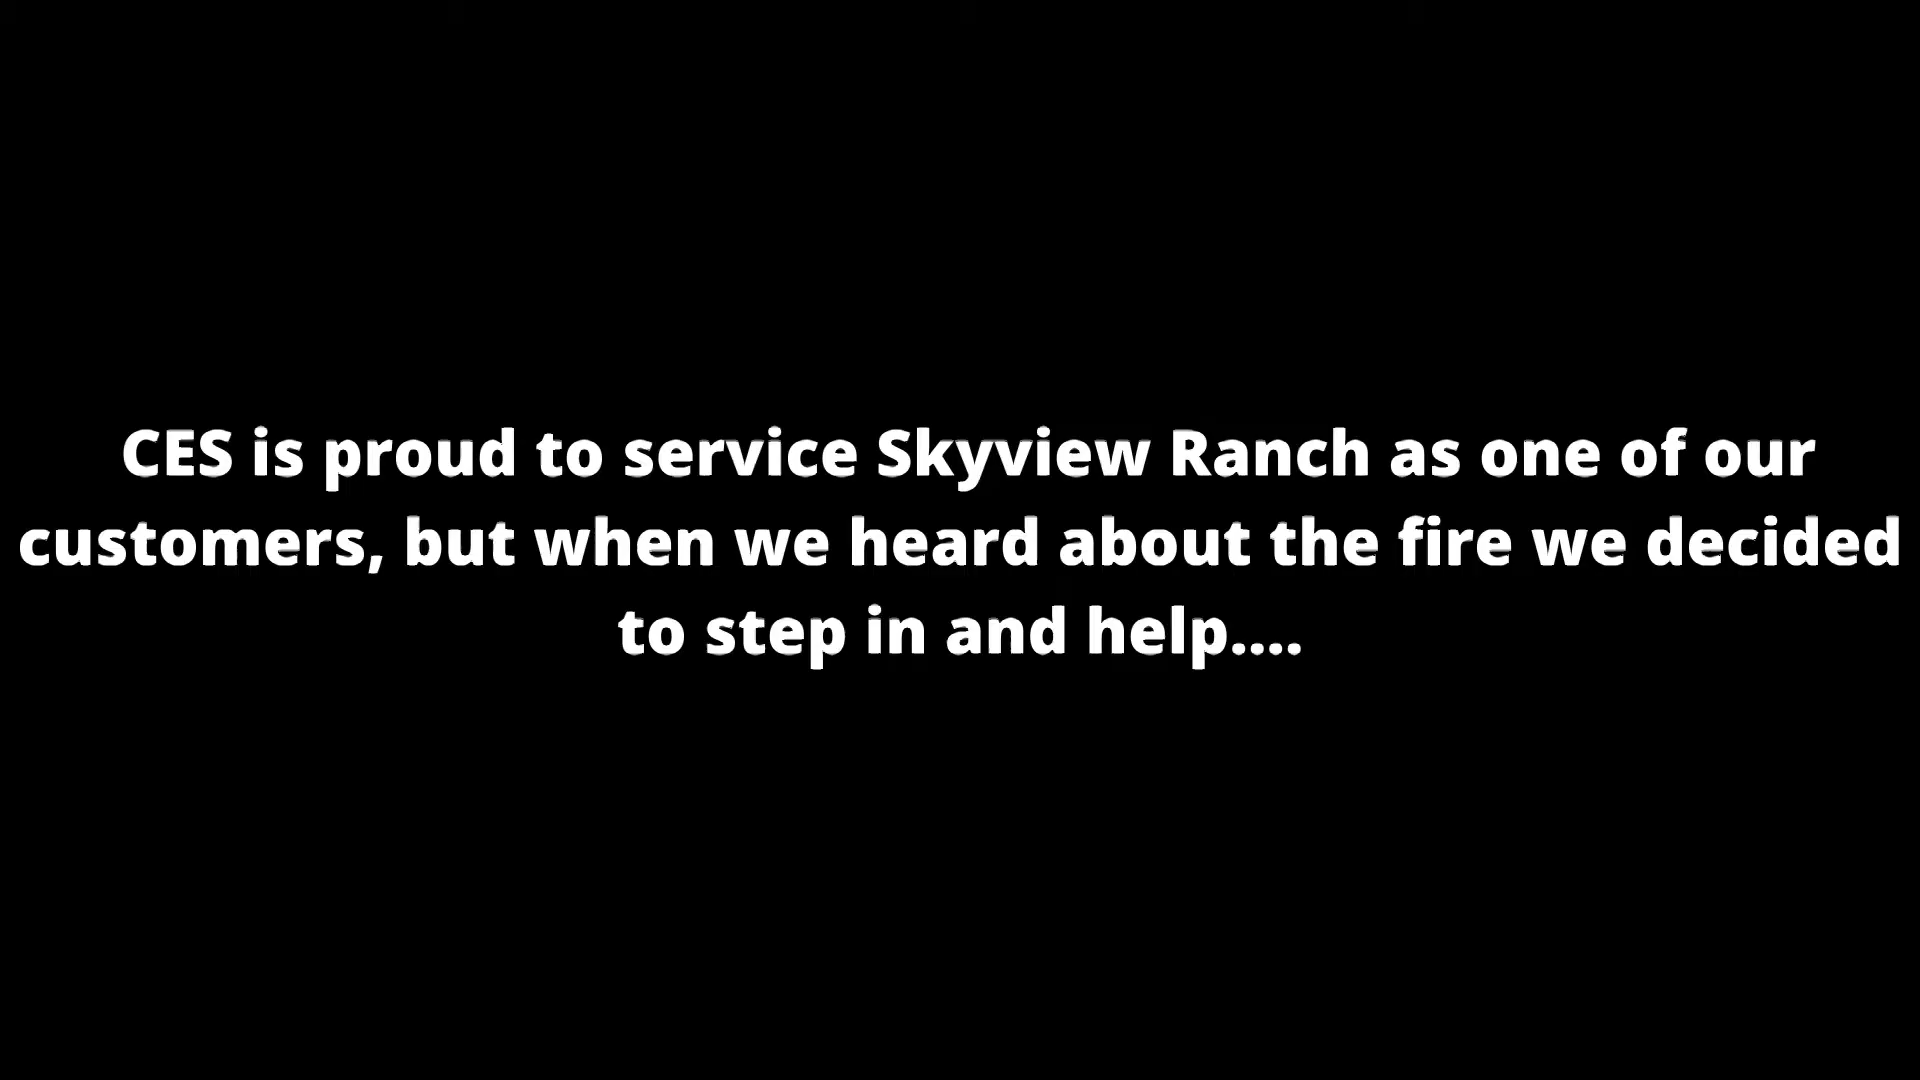 CES is proud to service Skyview Ranch as one of our
customers, but when we heard about the fire we decided
to step in and help....